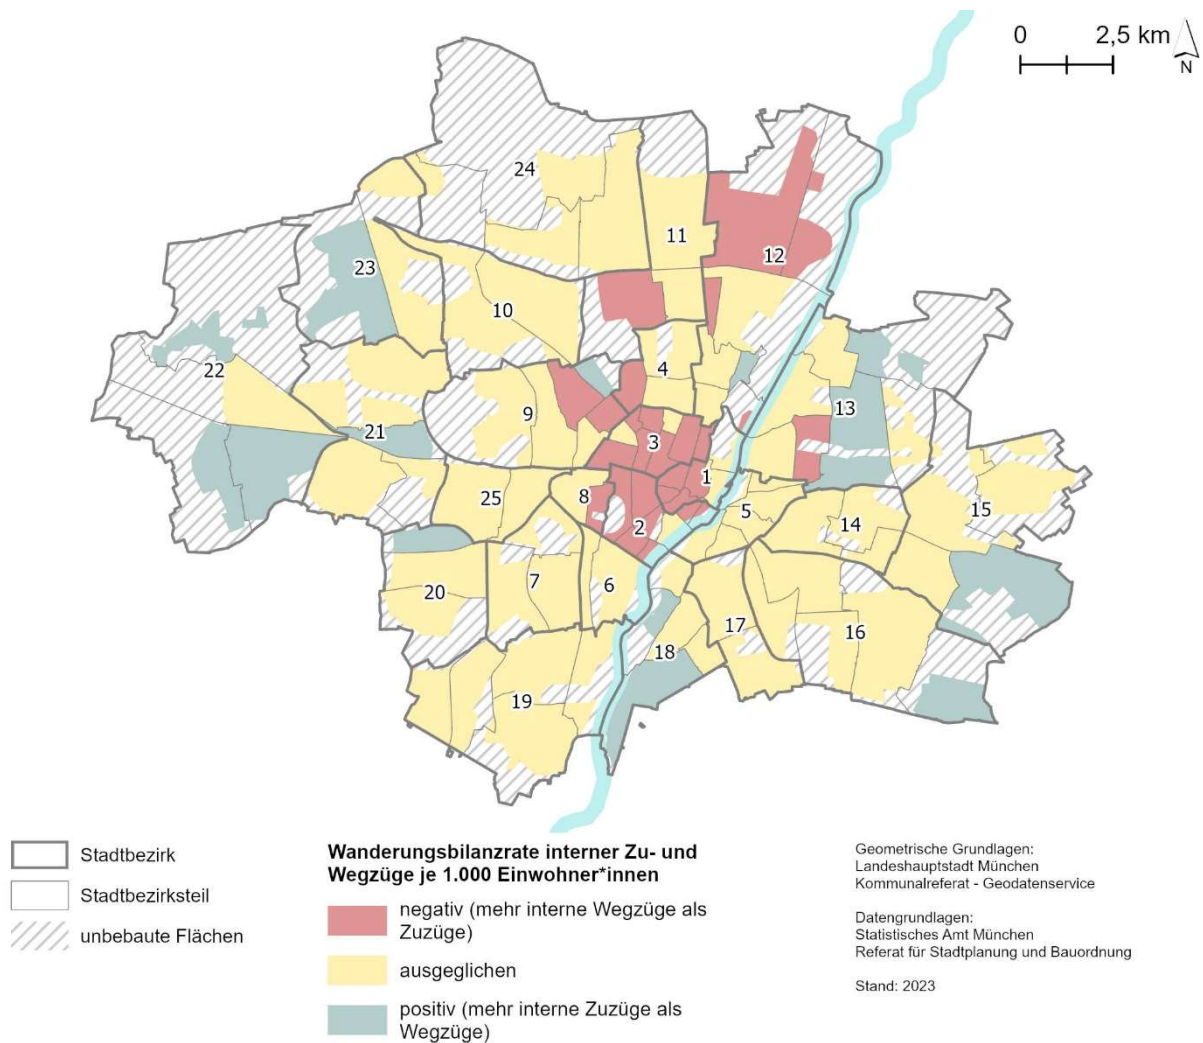 0 2,5 km
N
24
11
12
23
10
4
22
9
13
21
3
1
8
25
5
15
2
14
20
7
6
17
16
18
19
Stadtbezirk
Stadtbezirksteil
unbebaute Flächen
Wanderungsbilanzrate interner Zu- und
Wegzüge je 1.000 Einwohner*innen
negativ (mehr interne Wegzüge als
Zuzüge)
ausgeglichen
positiv (mehr interne Zuzüge als
Wegzüge)
Geometrische Grundlagen:
Landeshauptstadt München
Kommunalreferat - Geodatenservice
Datengrundlagen:
Statistisches Amt München
Referat für Stadtplanung und Bauordnung
Stand: 2023